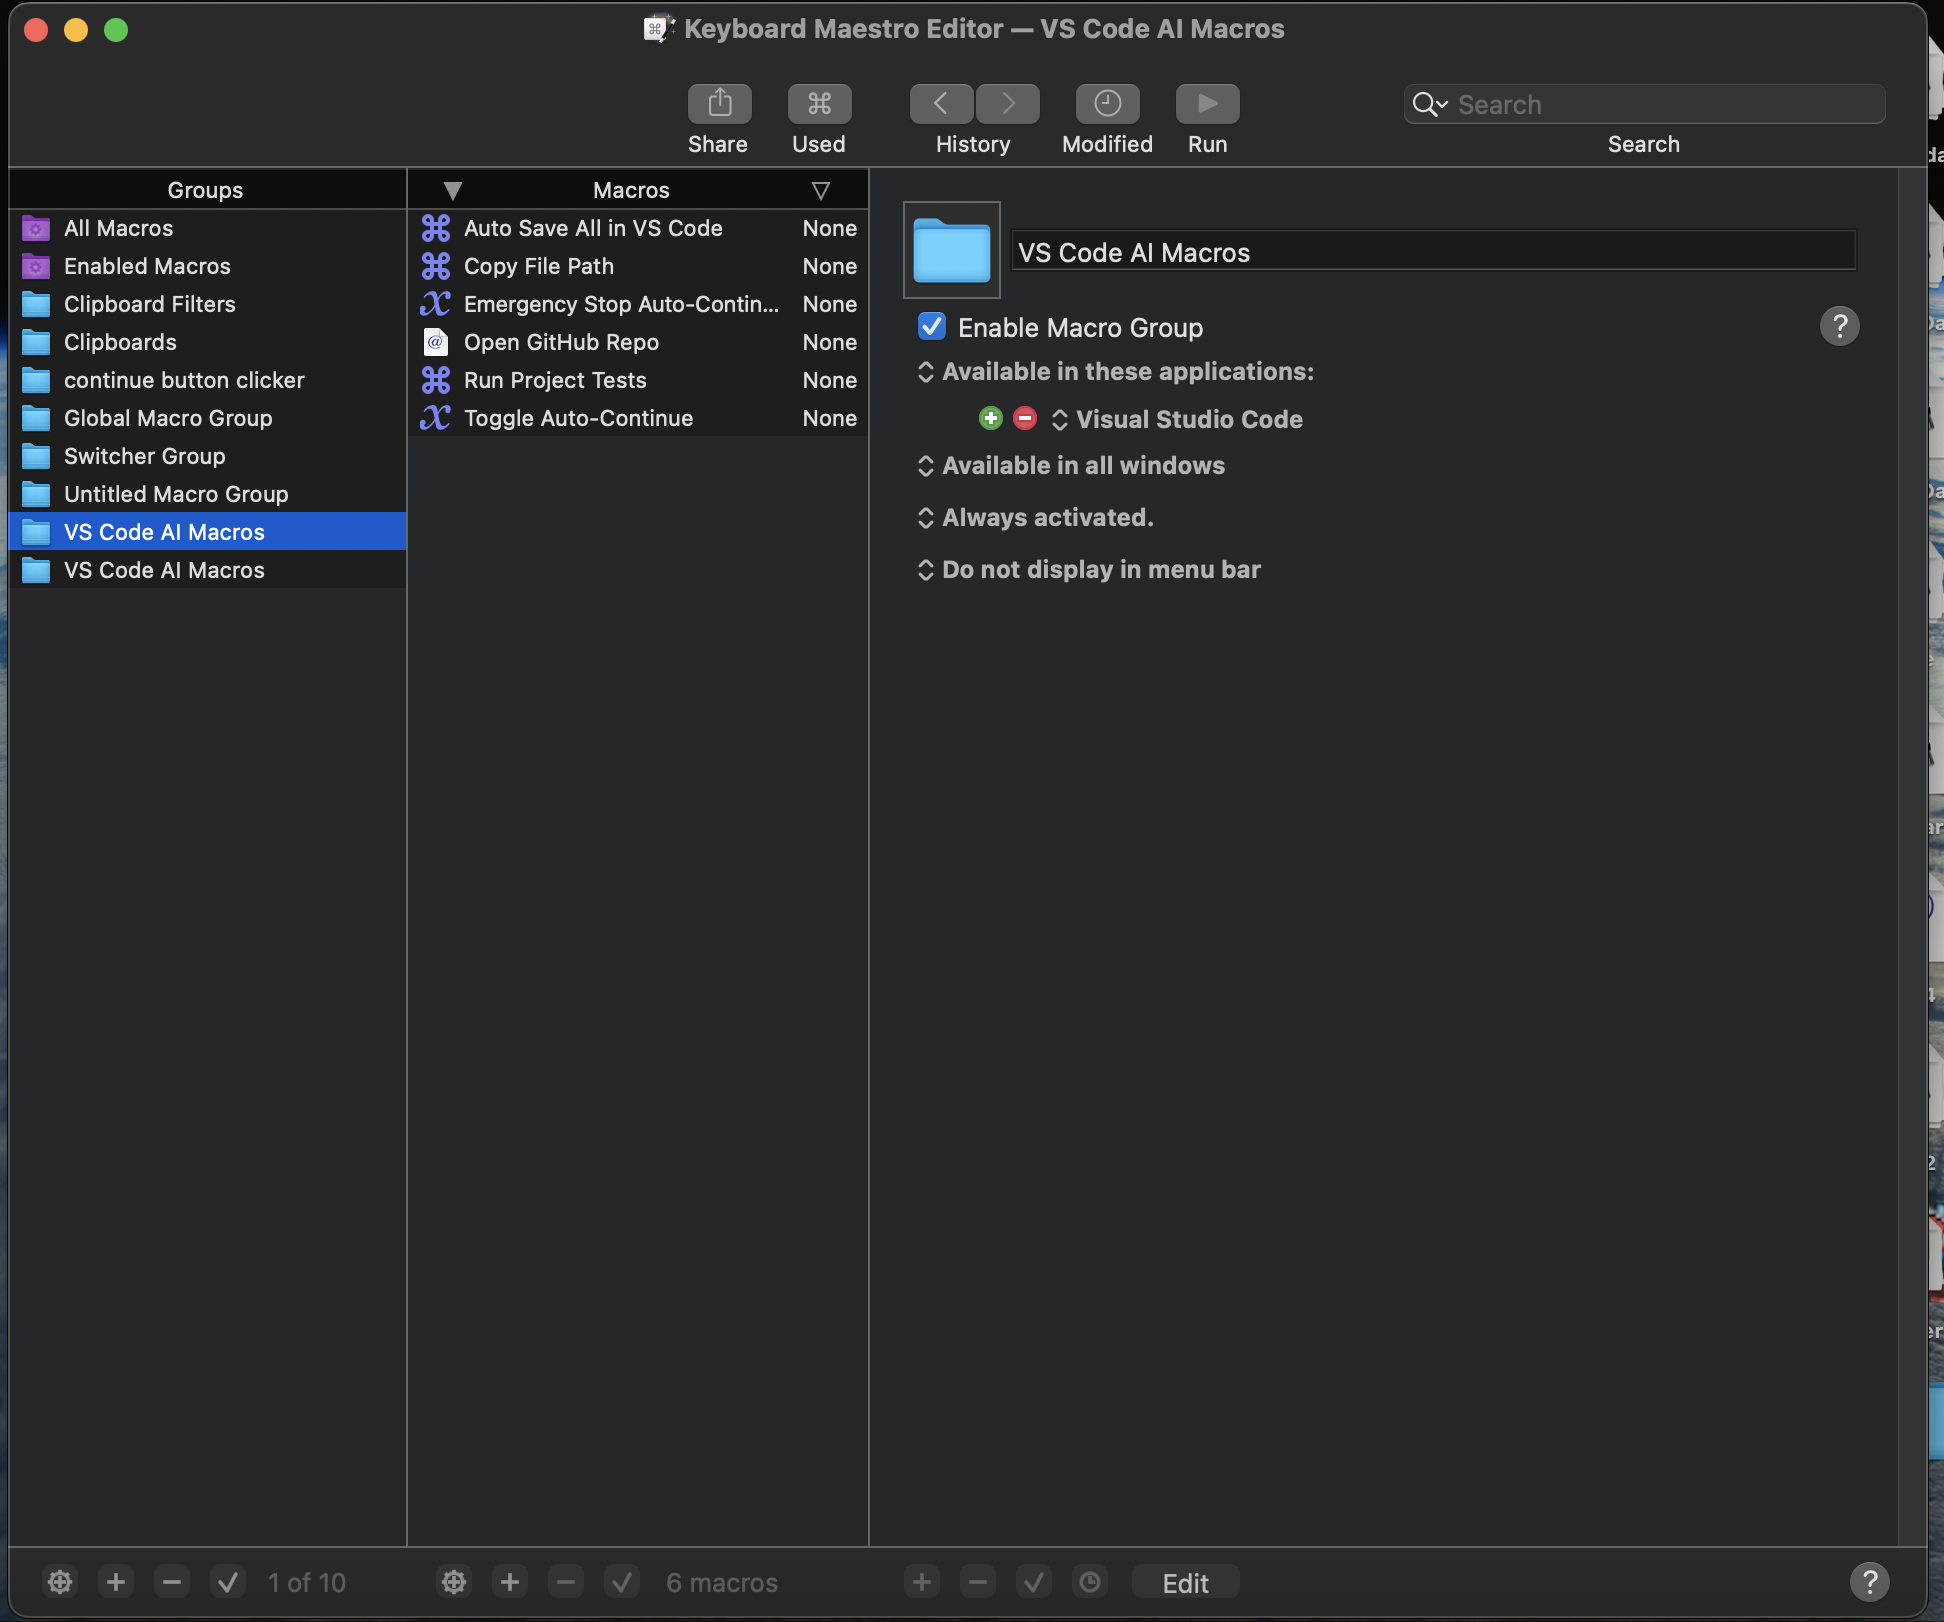 Keyboard Maestro Editor — VS Code AI Macros
Share
Used
History
Modified
Run
Search
Search
Groups
Macros
All Macros
Enabled Macros
Clipboard Filters
Clipboards
continue button clicker
Global Macro Group
Switcher Group
Untitled Macro Group
VS Code AI Macros
VS Code AI Macros
Auto Save All in VS Code None
Copy File Path None
Emergency Stop Auto-Contin... None
Open GitHub Repo None
Run Project Tests None
Toggle Auto-Continue None
VS Code AI Macros
Enable Macro Group
?
Available in these applications:
Visual Studio Code
Available in all windows
Always activated.
Do not display in menu bar
1 of 10
6 macros
Edit
?